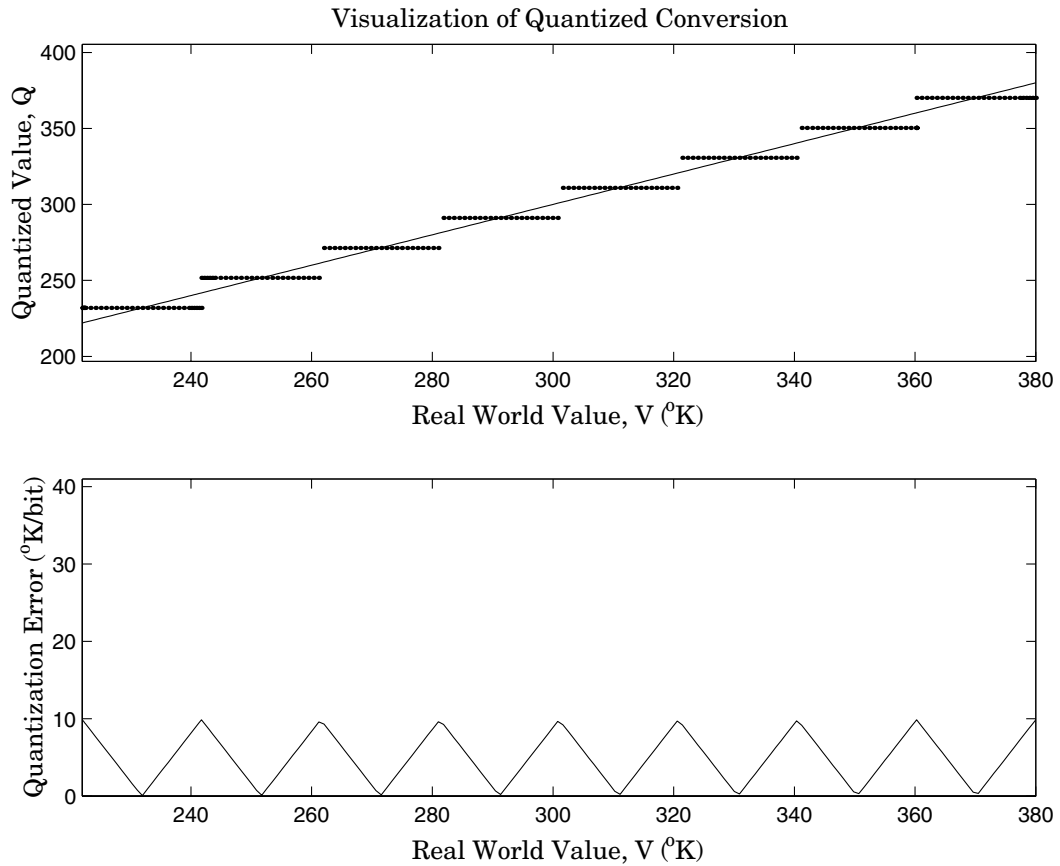 Visualization of Quantized Conversion
400
350
300
250
200
Quantized Value, Q
240 260 280 300 320 340 360 380
Real World Value, V (°K)
40
30
20
10
0
Quantization Error (°K/bit)
240 260 280 300 320 340 360 380
Real World Value, V (°K)